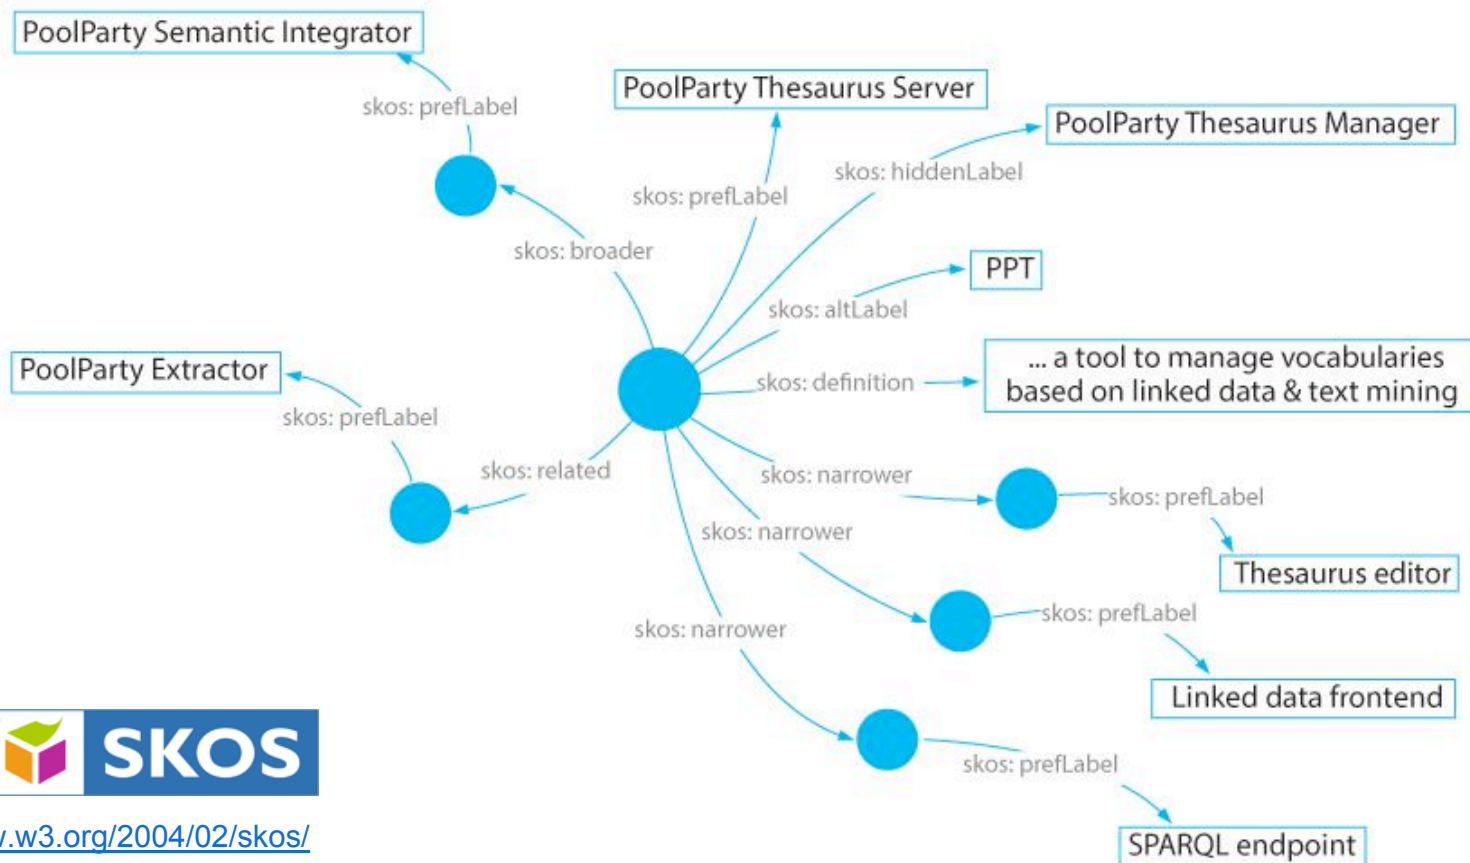 PoolParty Semantic Integrator
skos: prefLabel
skos: broader
PoolParty Thesaurus Server
skos: prefLabel
PoolParty Thesaurus Manager
skos: hiddenLabel
PPT
skos: altLabel
... a tool to manage vocabularies
based on linked data & text mining
skos: definition
PoolParty Extractor
skos: prefLabel
skos: related
skos: narrower
skos: prefLabel
Thesaurus editor
skos: narrower
skos: prefLabel
Linked data frontend
skos: narrower
skos: prefLabel
SPARQL endpoint
SKOS
.w3.org/2004/02/skos/